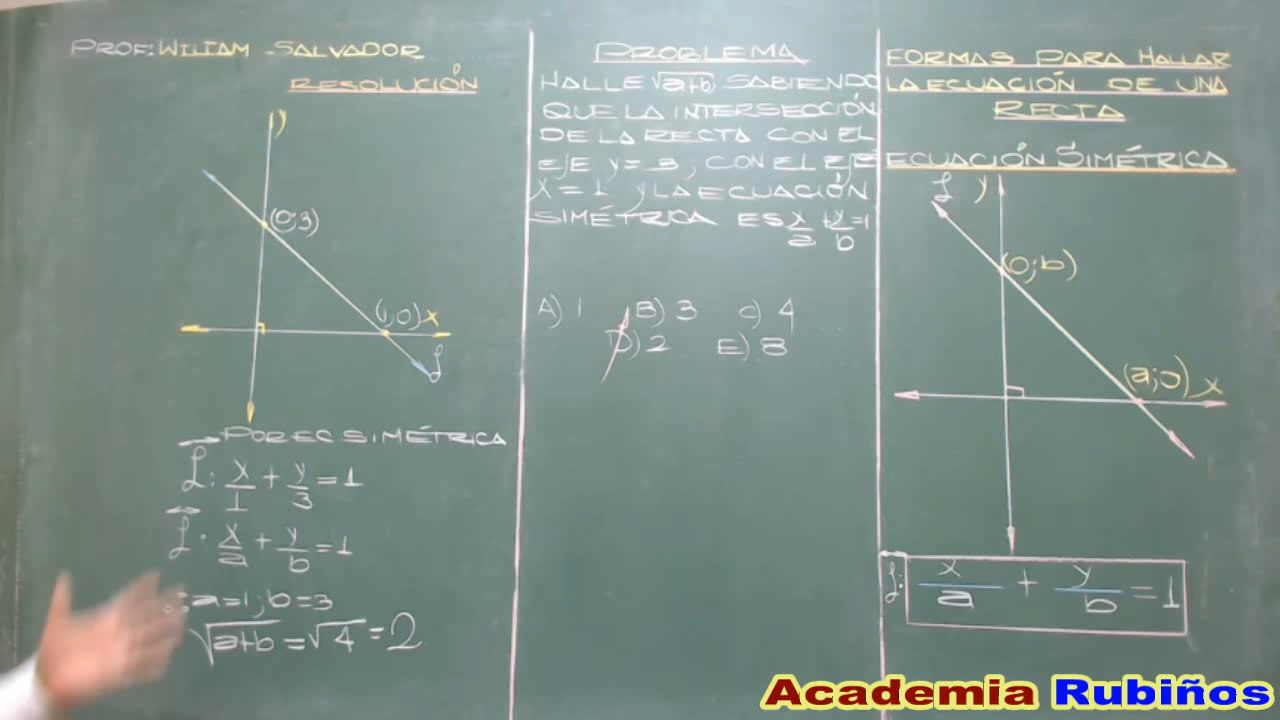 PROF: WILIAM SALVADOR
RESOLUCIÓN
y
(0;3)
(1;0) X
L
POR EC SIMÉTRICA
L: x/1 + y/3 = 1
L: x/a + y/b = 1
∴ a=1; b=3
√a+b = √4 = 2
PROBLEMA
HALLE √a+b, SABIENDO
QUE LA INTERSECCIÓN
DE LA RECTA CON EL
EJE Y = 3, CON EL EJE
X = 1 y LA ECUACIÓN
SIMÉTRICA ES x/a + y/b = 1
A) 1 B) 3 C) 4
D) 2 E) 8
FORMAS PARA HALLAR
LA ECUACIÓN DE UNA
RECTA
ECUACIÓN SIMÉTRICA
L y
(0;b)
(a;0) X
L: x/a + y/b = 1
Academia Rubiños